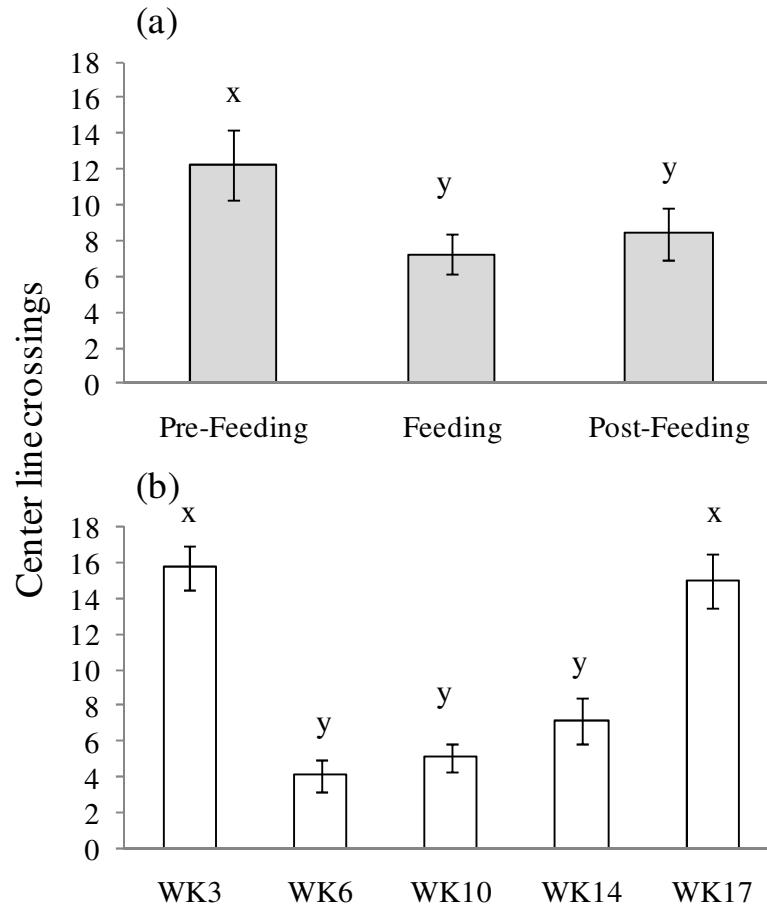 (a)
18
16
14
12
10
8
6
4
2
0
x
y
y
Pre-Feeding Feeding Post-Feeding
Center line crossings
(b)
18
16
14
12
10
8
6
4
2
0
x
y
y
y
x
WK3 WK6 WK10 WK14 WK17